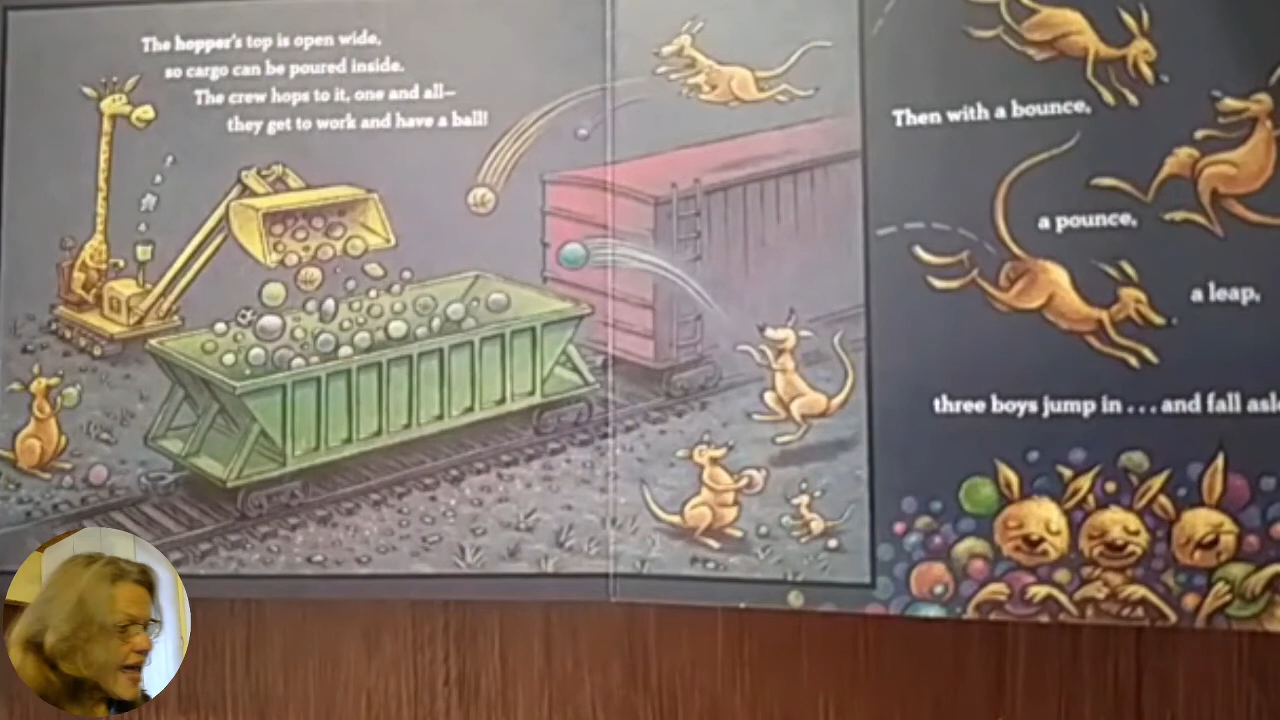 The hopper's top is open wide,
so cargo can be poured inside.
The crew hops to it, one and all—
they get to work and have a ball!
Then with a bounce,
a pounce,
a leap,
three boys jump in . . . and fall